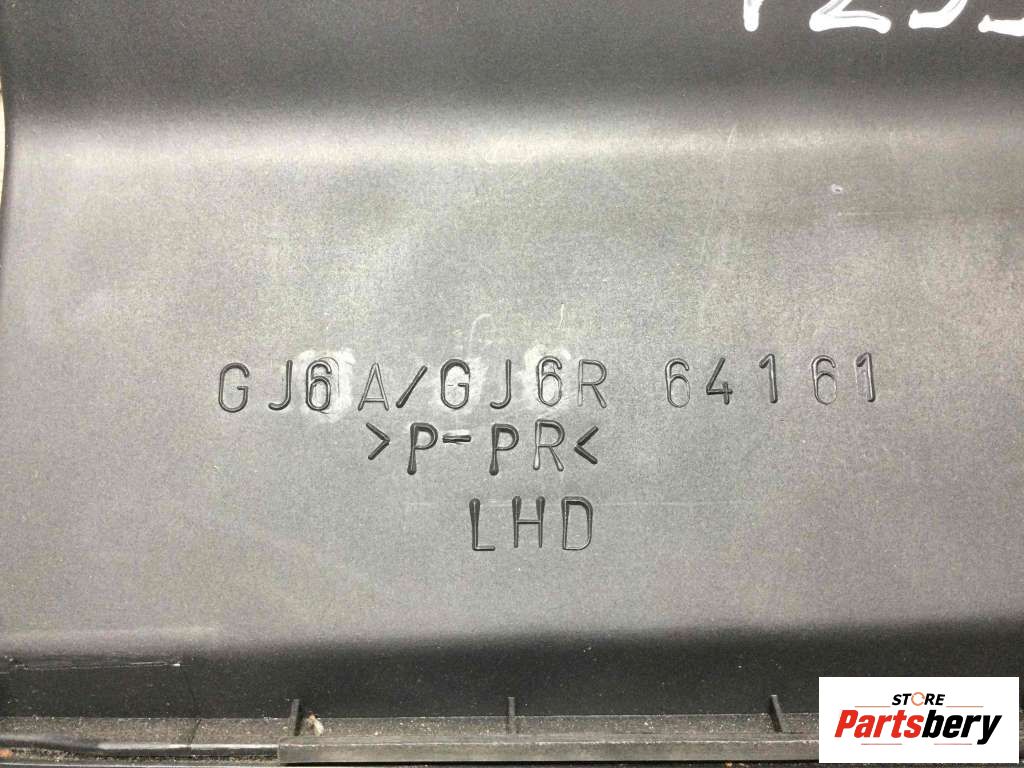 GJ6A/GJ6R 64161
>P-PR<
LHD
STORE
Partsbery